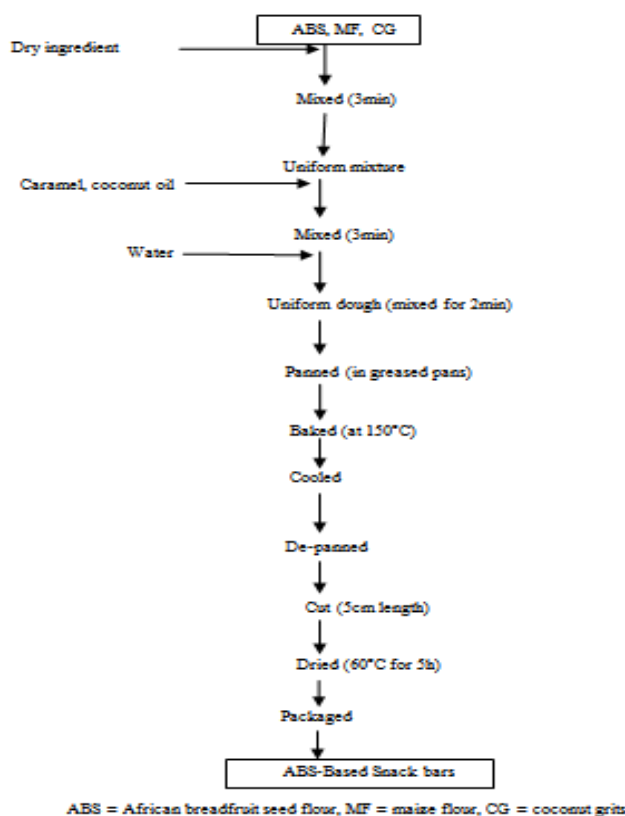 ABS, MF, CG
Dry ingredient
Mixed (3min)
Uniform mixture
Caramel, coconut oil
Mixed (3min)
Water
Uniform dough (mixed for 2min)
Panned (in greased pans)
Baked (at 150°C)
Cooled
De-panned
Cut (5cm length)
Dried (60°C for 5h)
Packaged
ABS-Based Snack bars
ABS = African breadfruit seed flour, MF = maize flour, CG = coconut grits